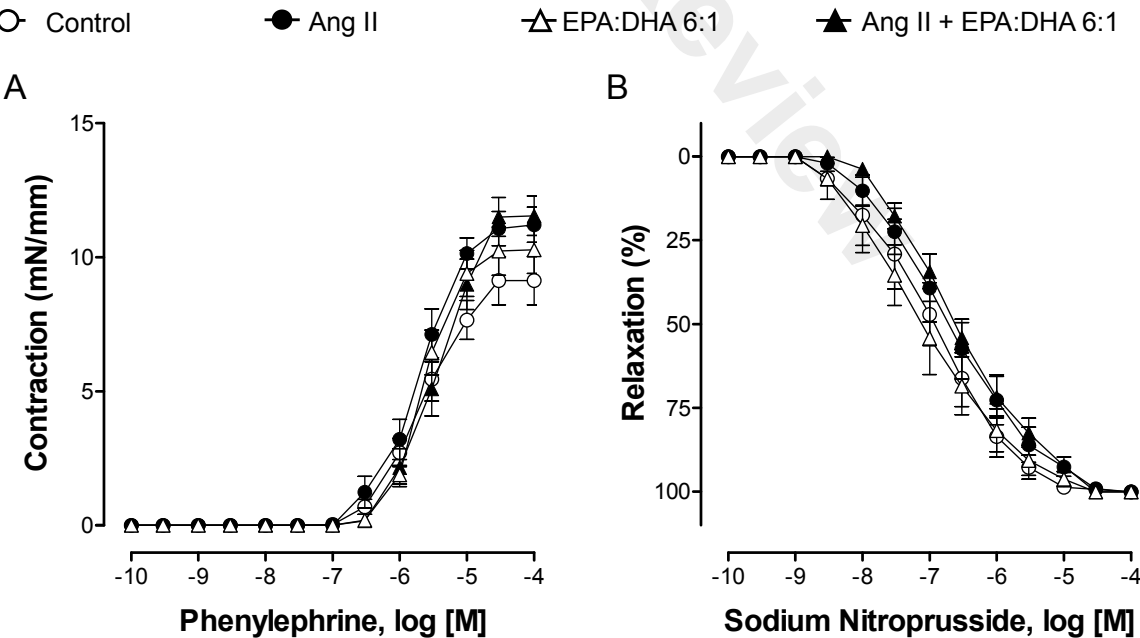 Control Ang II EPA:DHA 6:1 Ang II + EPA:DHA 6:1
A B
15
10
5
0
Contraction (mN/mm)
-10 -9 -8 -7 -6 -5 -4
Phenylephrine, log [M]
0
25
50
75
100
Relaxation (%)
-10 -9 -8 -7 -6 -5 -4
Sodium Nitroprusside, log [M]
eview